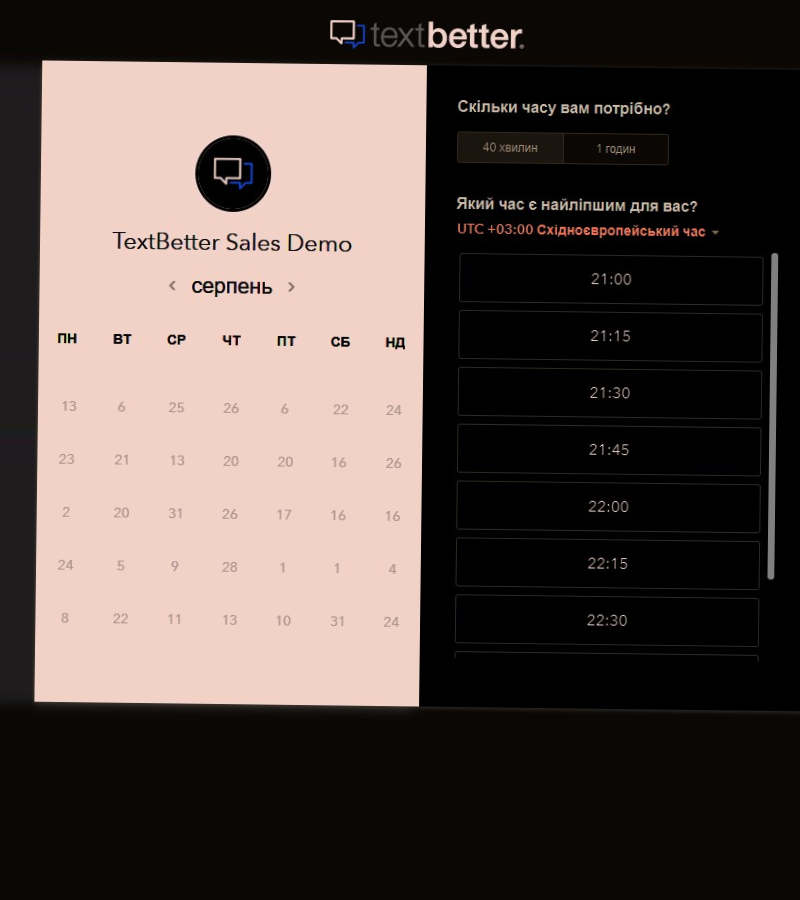 textbetter.
TextBetter Sales Demo
серпень
ПН ВТ СР ЧТ ПТ СБ НД
13 6 25 26 6 22 24
23 21 13 20 20 16 26
2 20 31 26 17 16 16
24 5 9 28 1 1 4
8 22 11 13 10 31 24
Скільки часу вам потрібно?
40 хвилин 1 годин
Який час є найліпшим для вас?
UTC +03:00 Східноєвропейський час
21:00
21:15
21:30
21:45
22:00
22:15
22:30